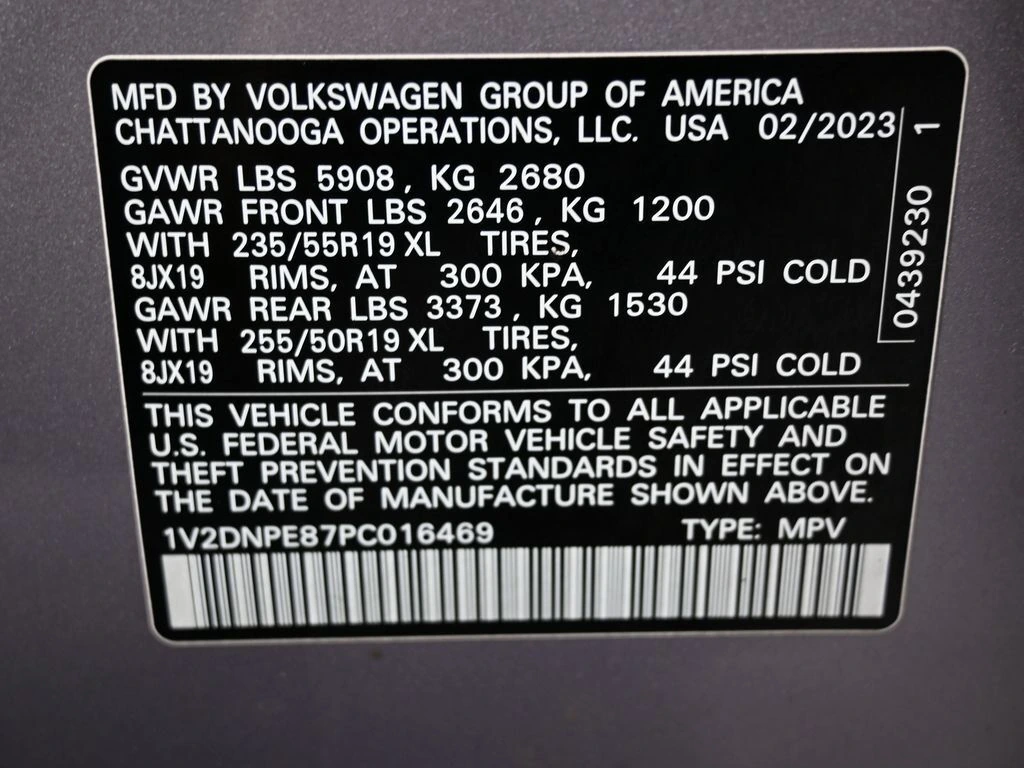 MFD BY VOLKSWAGEN GROUP OF AMERICA
CHATTANOOGA OPERATIONS, LLC. USA 02/2023
GVWR LBS 5908, KG 2680
GAWR FRONT LBS 2646, KG 1200
WITH 235/55R19 XL TIRES,
8JX19 RIMS, AT 300 KPA, 44 PSI COLD
GAWR REAR LBS 3373, KG 1530
WITH 255/50R19 XL TIRES,
8JX19 RIMS, AT 300 KPA, 44 PSI COLD
0439230 1
THIS VEHICLE CONFORMS TO ALL APPLICABLE
U.S. FEDERAL MOTOR VEHICLE SAFETY AND
THEFT PREVENTION STANDARDS IN EFFECT ON
THE DATE OF MANUFACTURE SHOWN ABOVE.
1V2DNPE87PC016469 TYPE: MPV